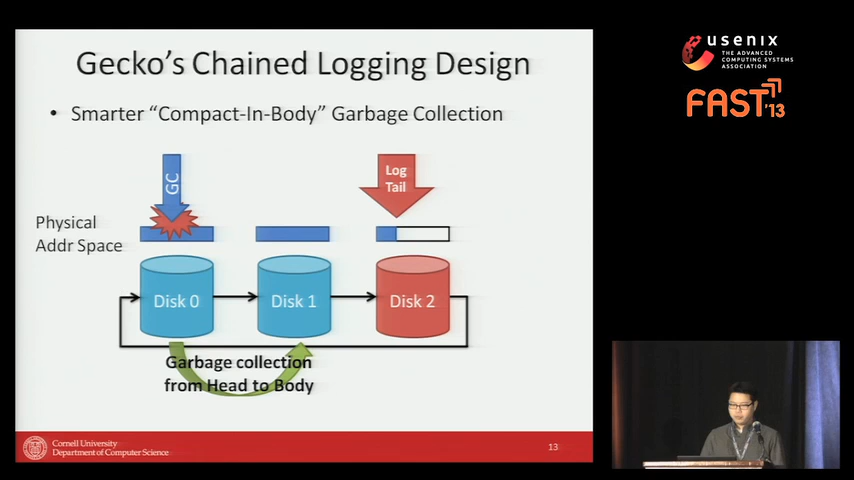 Gecko's Chained Logging Design
• Smarter "Compact-In-Body" Garbage Collection
GC
Log
Tail
Physical
Addr Space
Disk 0
Disk 1
Disk 2
Garbage collection
from Head to Body
Cornell University
Department of Computer Science
13
usenix
THE ADVANCED
COMPUTING SYSTEMS
ASSOCIATION
FAST'13